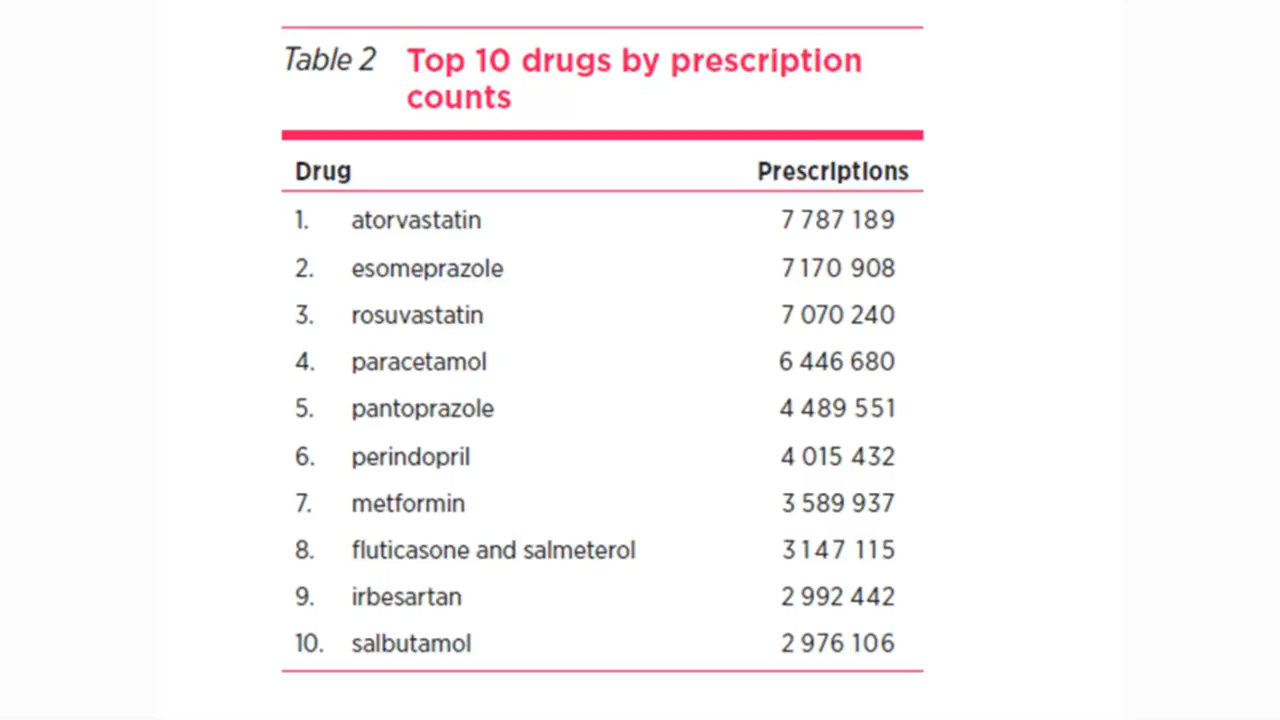 Table 2 Top 10 drugs by prescription
counts
Drug Prescriptions
1. atorvastatin 7 787 189
2. esomeprazole 7 170 908
3. rosuvastatin 7 070 240
4. paracetamol 6 446 680
5. pantoprazole 4 489 551
6. perindopril 4 015 432
7. metformin 3 589 937
8. fluticasone and salmeterol 3 147 115
9. irbesartan 2 992 442
10. salbutamol 2 976 106